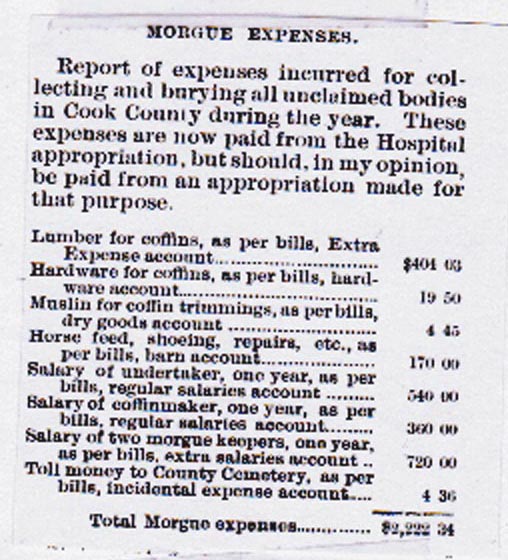 MORGUE EXPENSES.
Report of expenses incurred for col-
lecting and burying all unclaimed bodies
in Cook County during the year. These
expenses are now paid from the Hospital
appropriation, but should, in my opinion,
be paid from an appropriation made for
that purpose.
Lumber for coffins, as per bills, Extra
Expense account.............................. $404 03
Hardware for coffins, as per bills, hard-
ware account................................... 19 50
Muslin for coffin trimmings, as per bills,
dry goods account ........................... 4 45
Horse feed, shoeing, repairs, etc., as
per bills, barn account..................... 170 00
Salary of undertaker, one year, as per
bills, regular salaries account ......... 540 00
Salary of coffinmaker, one year, as per
bills, regular salaries account......... 360 00
Salary of two morgue keepers, one year,
as per bills, extra salaries account .. 720 00
Toll money to County Cemetery, as per
bills, incidental expense account.... 4 36
Total Morgue expenses.............. $2,222 34